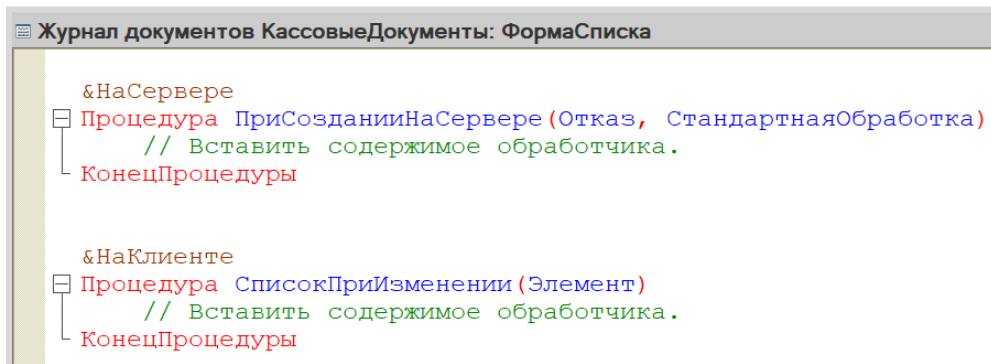 Журнал документов КассовыеДокументы: ФормаСписка
&НаСервере
Процедура ПриСозданииНаСервере(Отказ, СтандартнаяОбработка)
// Вставить содержимое обработчика.
КонецПроцедуры
&НаКлиенте
Процедура СписокПриИзменении(Элемент)
// Вставить содержимое обработчика.
КонецПроцедуры